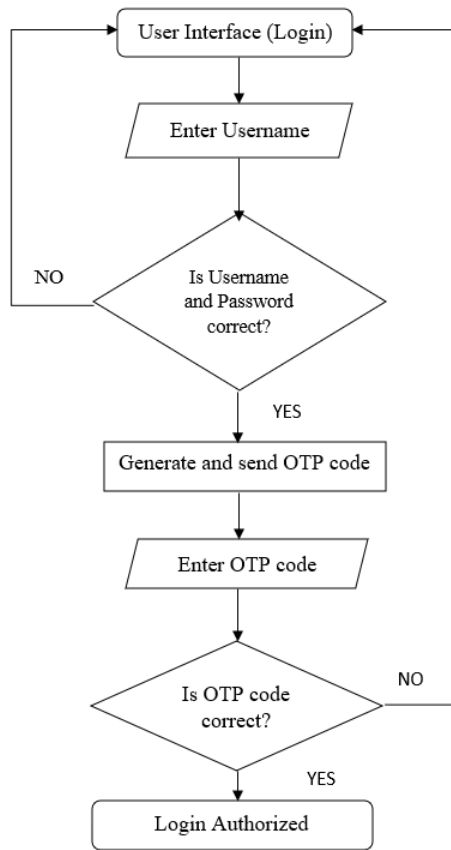 User Interface (Login)
Enter Username
NO
Is Username
and Password
correct?
YES
Generate and send OTP code
Enter OTP code
Is OTP code
correct?
NO
YES
Login Authorized